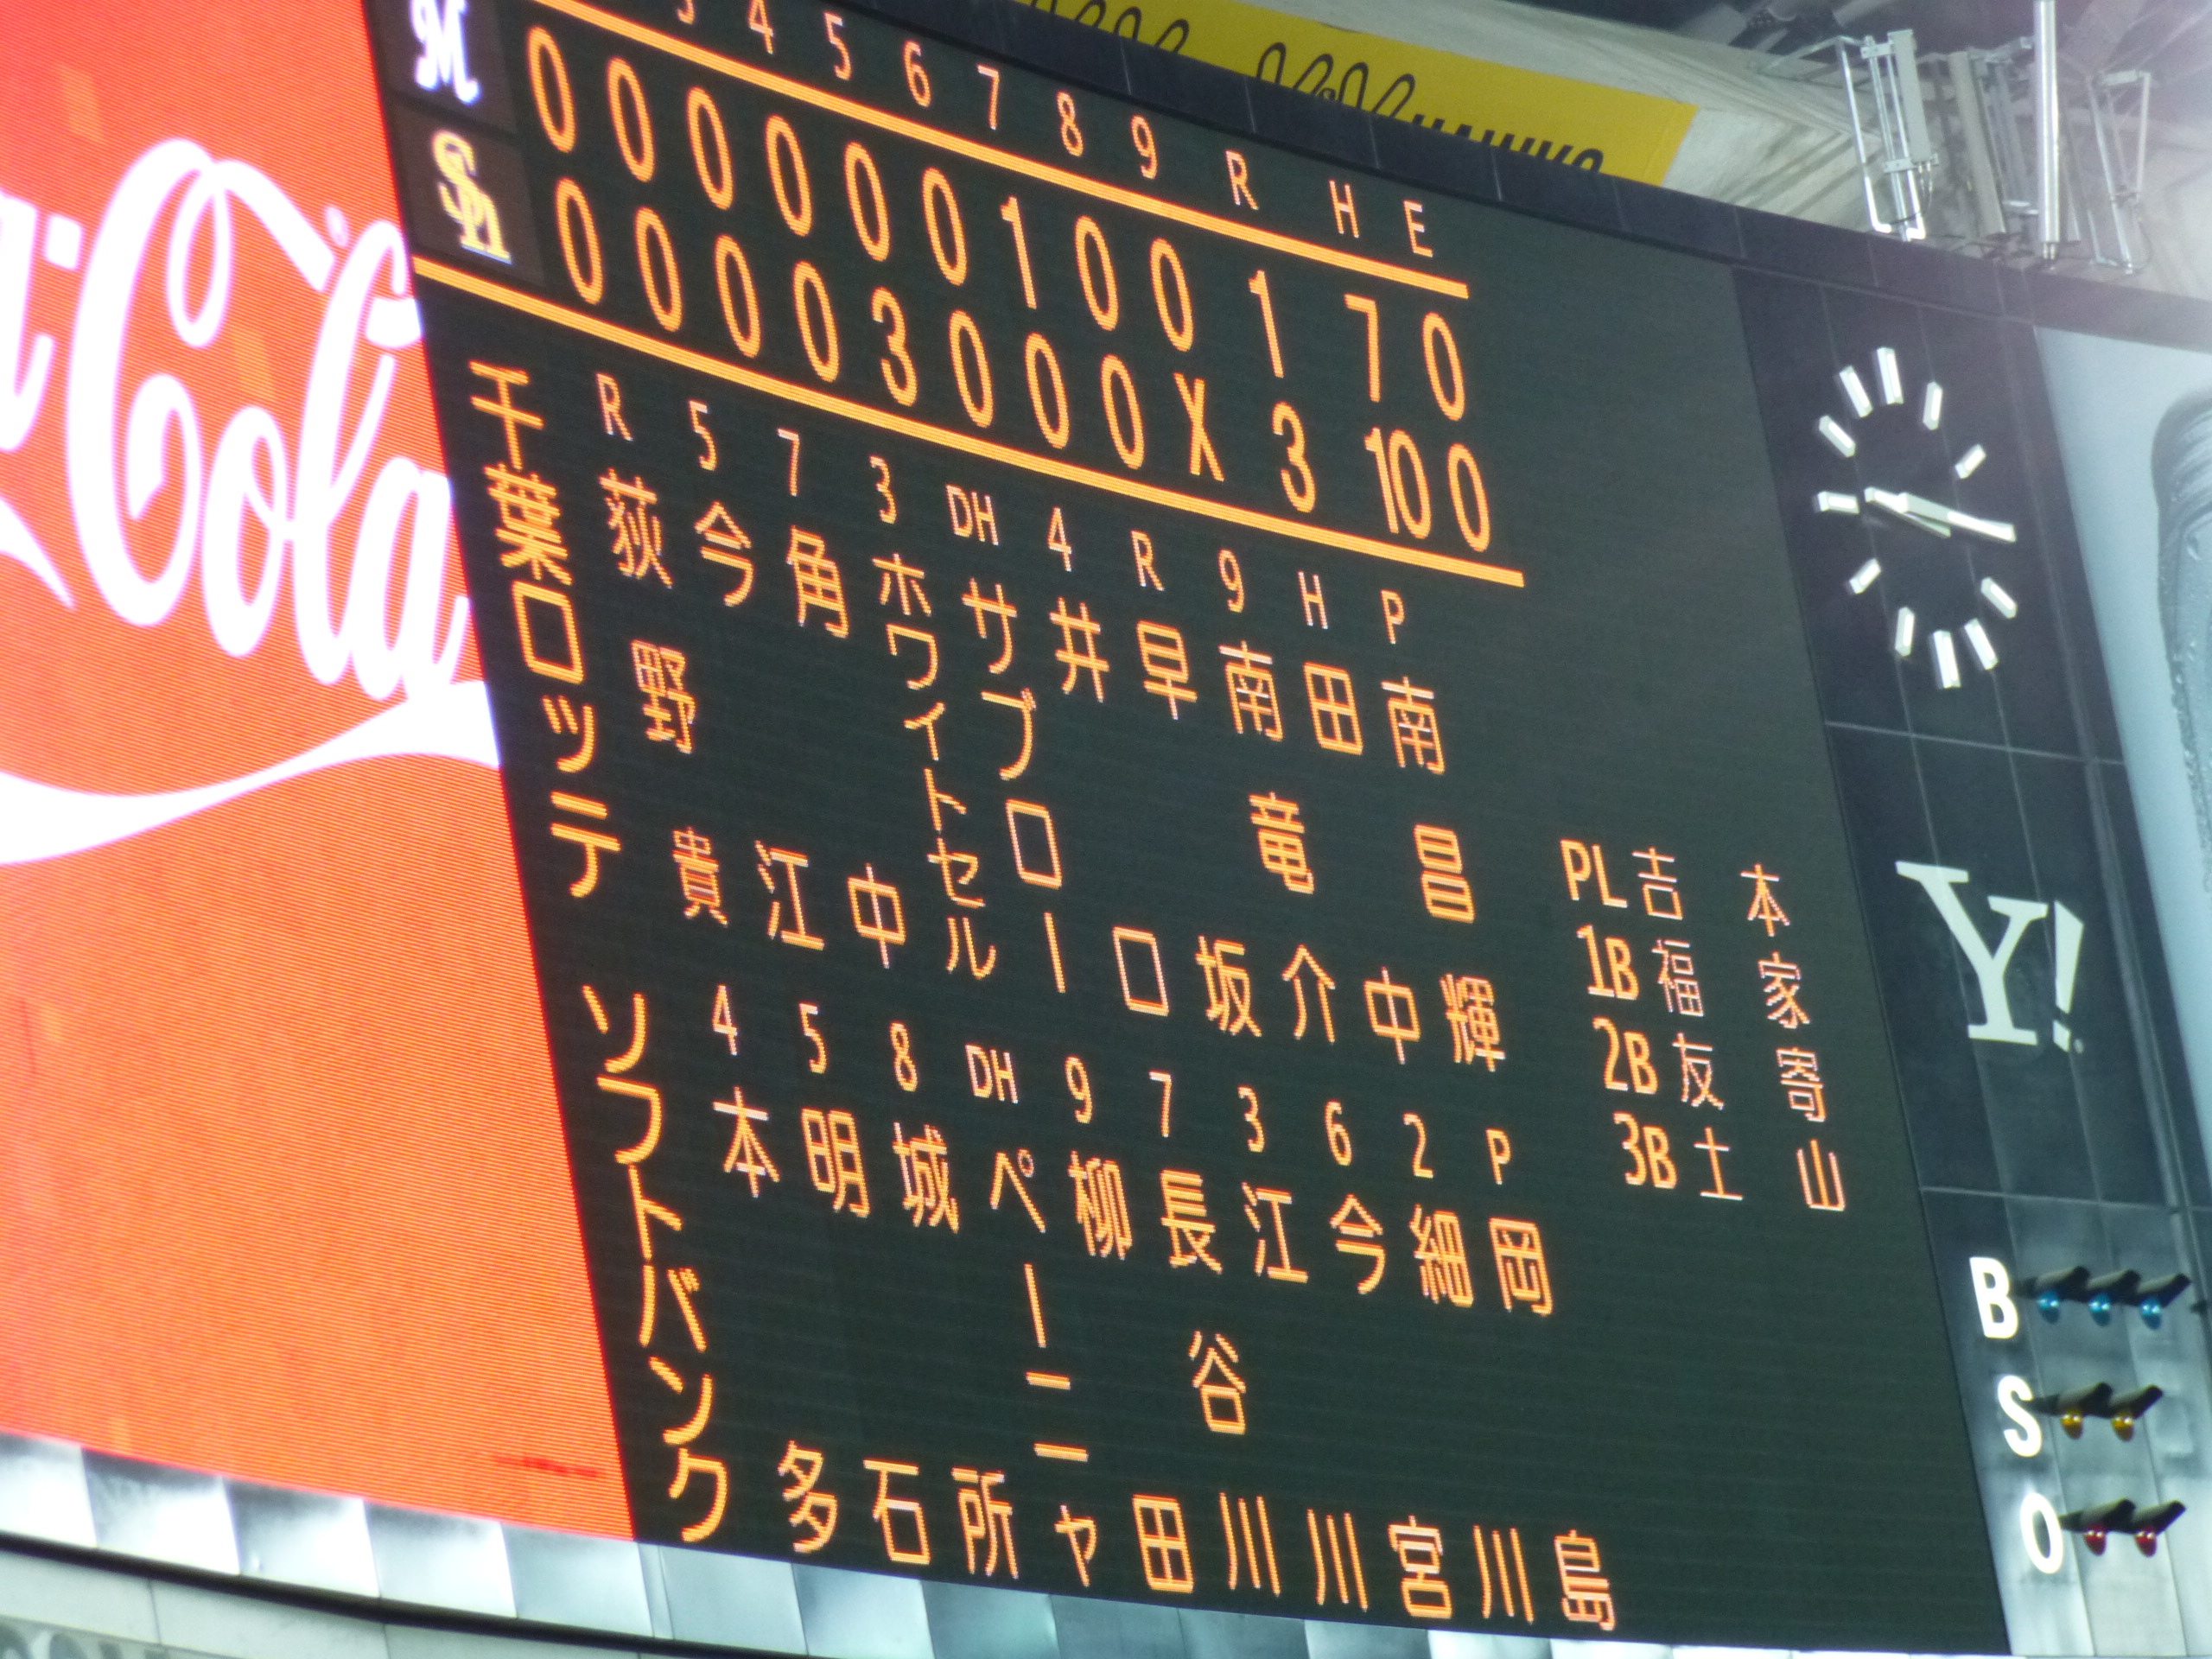 Coca-Cola
3 4 5 6 7 8 9 R H E
M 0 0 0 0 0 0 1 0 0 1 7 0
SH 0 0 0 0 3 0 0 0 X 3 10 0
千葉ロッテ
R 荻野貴
5 今江
7 角中
3 ホワイトセル
DH サブロー
4 井口
R 早坂
9 南竜介
H 田中
P 南昌輝
ソフトバンク
4 本多
5 明石
8 城所
DH ペーニャ
9 柳田
7 長谷川
3 江川
6 今宮
2 細川
P 岡島
PL 吉本
1B 福家
2B 友寄
3B 土山
Y!
B
S
O